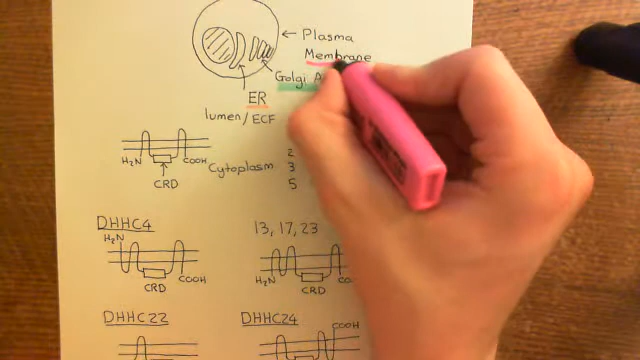 Plasma
Membrane
Golgi
ER
lumen/ECF
H₂N
COOH
CRD
Cytoplasm
2
3
5
DHHC4
H₂N
COOH
CRD
13, 17, 23
H₂N
CRD
COOH
DHHC22
DHHC24
COOH